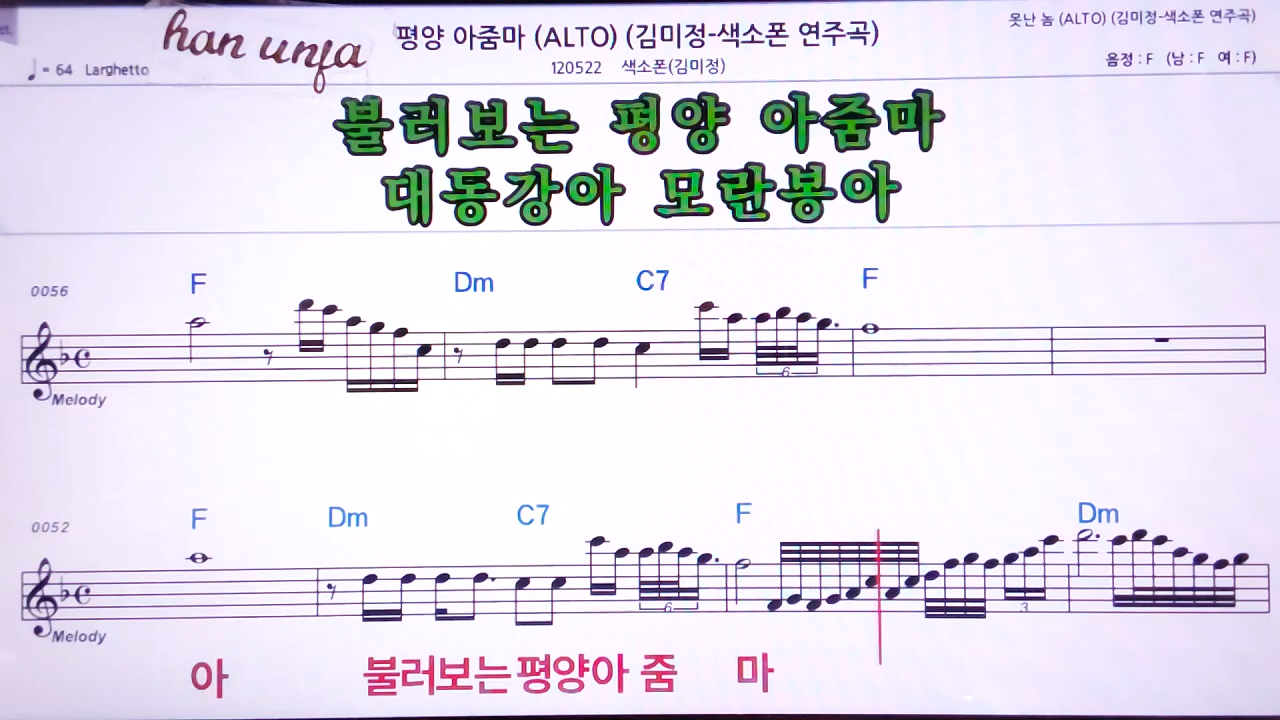 han unfa
평양 아줌마 (ALTO) (김미정-색소폰 연주곡)
못난 놈 (ALTO) (김미정-색소폰 연주곡)
♩ = 64 Larghetto
120522 색소폰(김미정)
음정 : F (남 : F 여 : F)
불러보는 평양 아줌마
대동강아 모란봉아
F Dm C7 F
0056
6
Melody
F Dm C7 F Dm
0052
6 3
Melody
아 불러보는 평양아 줌 마